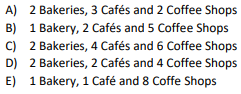 A) 2 Bakeries, 3 Cafés and 2 Coffee Shops
B) 1 Bakery, 2 Cafés and 5 Coffee Shops
C) 2 Bakeries, 4 Cafés and 6 Coffee Shops
D) 2 Bakeries, 2 Cafés and 4 Coffee Shops
E) 1 Bakery, 1 Café and 8 Coffe Shops